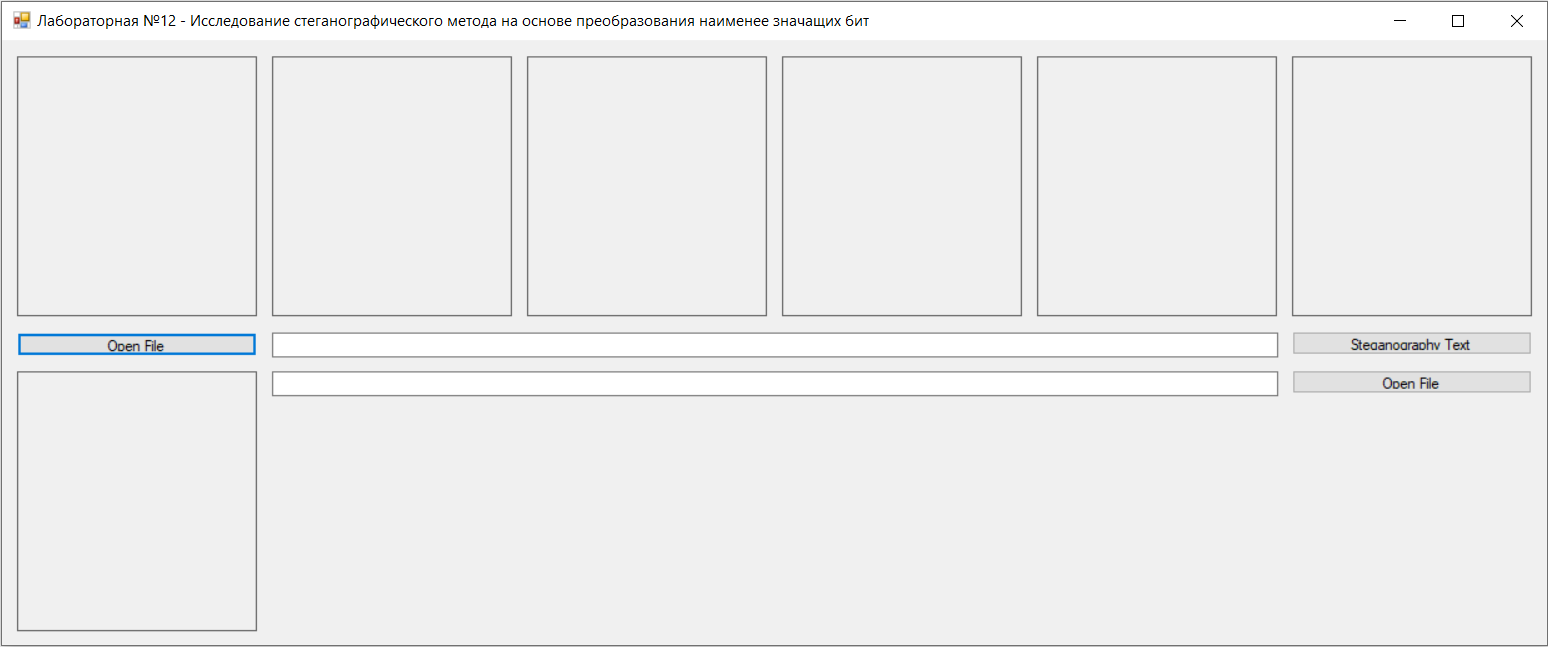 Лабораторная №12 - Исследование стеганографического метода на основе преобразования наименее значащих бит
Open File
Steganography Text
Open File